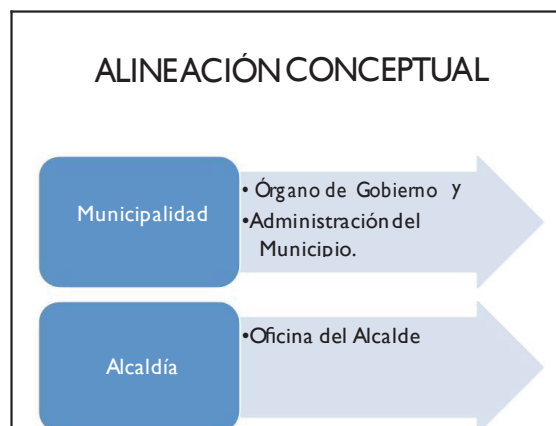 ALINEACIÓN CONCEPTUAL
Municipalidad
• Órgano de Gobierno y
•Administración del
Municipio.
Alcaldía
•Oficina del Alcalde